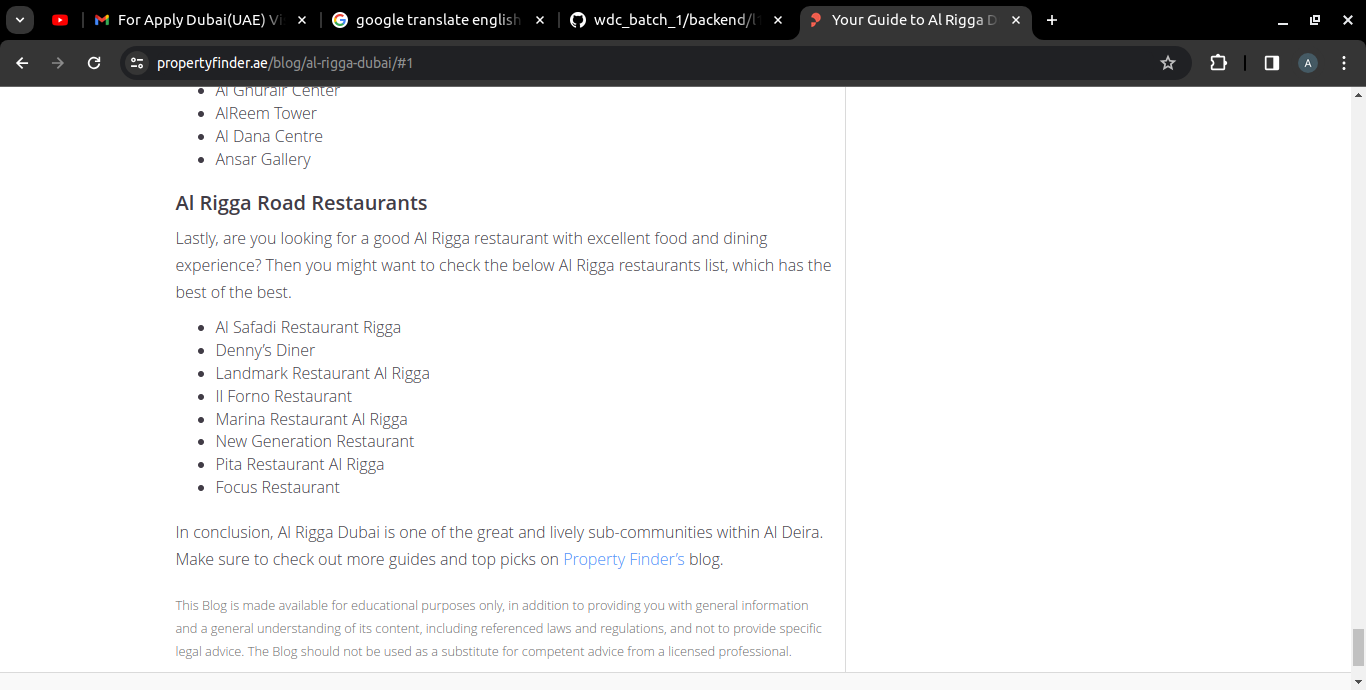 For Apply Dubai(UAE) Vi
google translate english
wdc_batch_1/backend/l
Your Guide to Al Rigga D
propertyfinder.ae/blog/al-rigga-dubai/#1
A
Al Ghurair Center
AlReem Tower
Al Dana Centre
Ansar Gallery
Al Rigga Road Restaurants
Lastly, are you looking for a good Al Rigga restaurant with excellent food and dining
experience? Then you might want to check the below Al Rigga restaurants list, which has the
best of the best.
Al Safadi Restaurant Rigga
Denny’s Diner
Landmark Restaurant Al Rigga
Il Forno Restaurant
Marina Restaurant Al Rigga
New Generation Restaurant
Pita Restaurant Al Rigga
Focus Restaurant
In conclusion, Al Rigga Dubai is one of the great and lively sub-communities within Al Deira.
Make sure to check out more guides and top picks on Property Finder’s blog.
This Blog is made available for educational purposes only, in addition to providing you with general information
and a general understanding of its content, including referenced laws and regulations, and not to provide specific
legal advice. The Blog should not be used as a substitute for competent advice from a licensed professional.